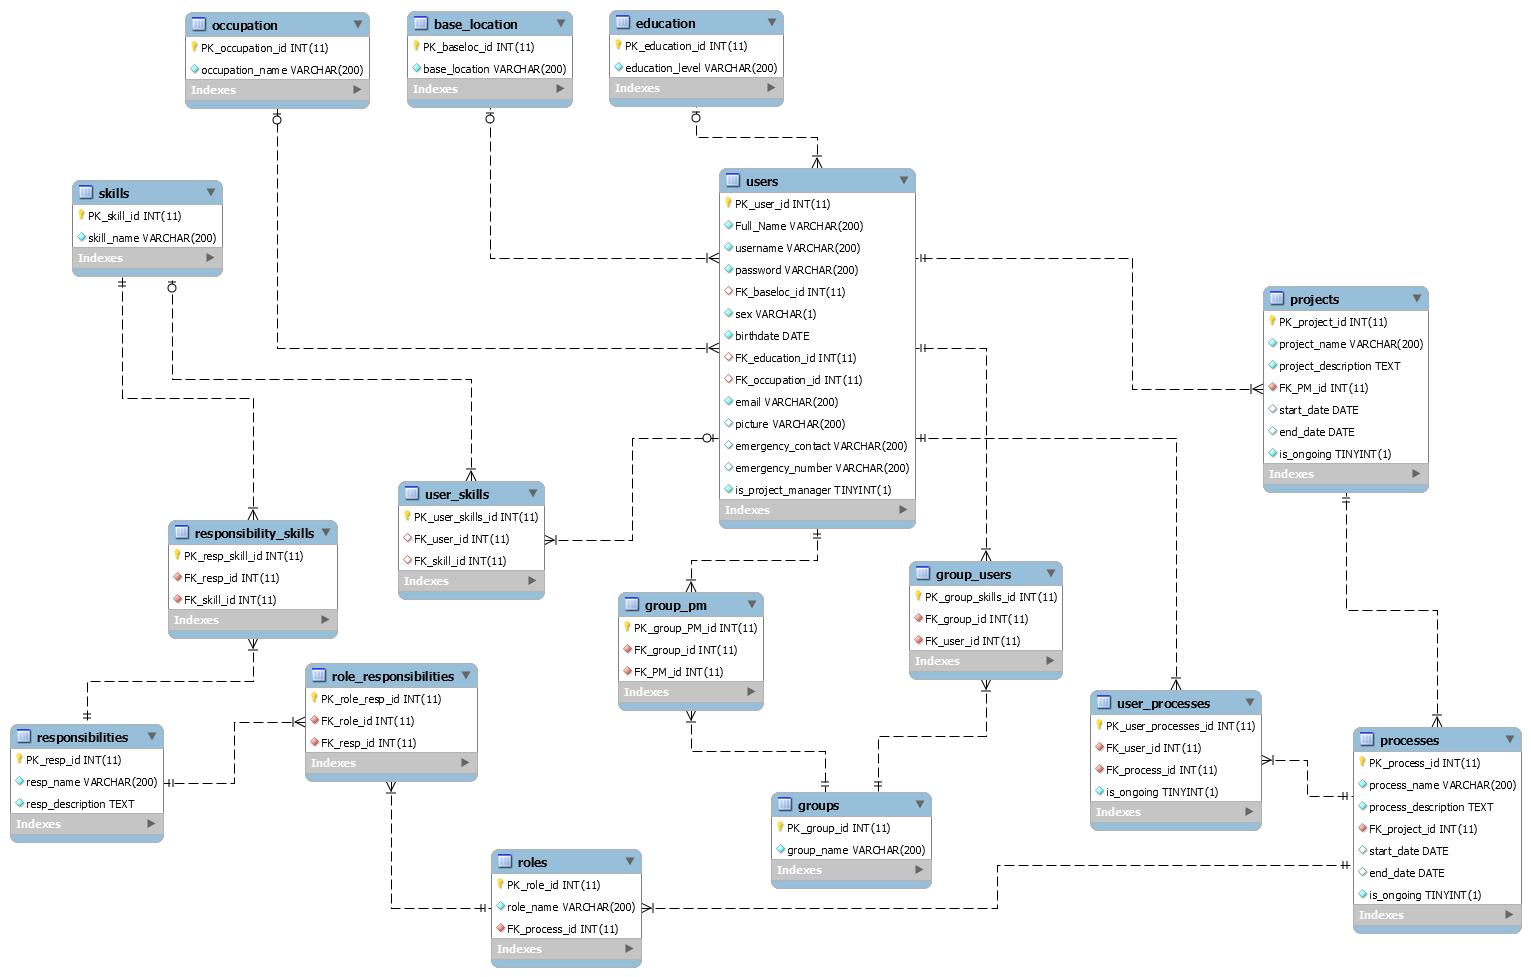 occupation
PK_occupation_id INT(11)
occupation_name VARCHAR(200)
Indexes
base_location
PK_baseloc_id INT(11)
base_location VARCHAR(200)
Indexes
education
PK_education_id INT(11)
education_level VARCHAR(200)
Indexes
skills
PK_skill_id INT(11)
skill_name VARCHAR(200)
Indexes
users
PK_user_id INT(11)
Full_Name VARCHAR(200)
username VARCHAR(200)
password VARCHAR(200)
FK_baseloc_id INT(11)
sex VARCHAR(1)
birthdate DATE
FK_education_id INT(11)
FK_occupation_id INT(11)
email VARCHAR(200)
picture VARCHAR(200)
emergency_contact VARCHAR(200)
emergency_number VARCHAR(200)
is_project_manager TINYINT(1)
Indexes
projects
PK_project_id INT(11)
project_name VARCHAR(200)
project_description TEXT
FK_PM_id INT(11)
start_date DATE
end_date DATE
is_ongoing TINYINT(1)
Indexes
user_skills
PK_user_skills_id INT(11)
FK_user_id INT(11)
FK_skill_id INT(11)
Indexes
responsibility_skills
PK_resp_skill_id INT(11)
FK_resp_id INT(11)
FK_skill_id INT(11)
Indexes
group_pm
PK_group_PM_id INT(11)
FK_group_id INT(11)
FK_PM_id INT(11)
Indexes
group_users
PK_group_skills_id INT(11)
FK_group_id INT(11)
FK_user_id INT(11)
Indexes
role_responsibilities
PK_role_resp_id INT(11)
FK_role_id INT(11)
FK_resp_id INT(11)
Indexes
responsibilities
PK_resp_id INT(11)
resp_name VARCHAR(200)
resp_description TEXT
Indexes
user_processes
PK_user_processes_id INT(11)
FK_user_id INT(11)
FK_process_id INT(11)
is_ongoing TINYINT(1)
Indexes
processes
PK_process_id INT(11)
process_name VARCHAR(200)
process_description TEXT
FK_project_id INT(11)
start_date DATE
end_date DATE
is_ongoing TINYINT(1)
Indexes
groups
PK_group_id INT(11)
group_name VARCHAR(200)
Indexes
roles
PK_role_id INT(11)
role_name VARCHAR(200)
FK_process_id INT(11)
Indexes